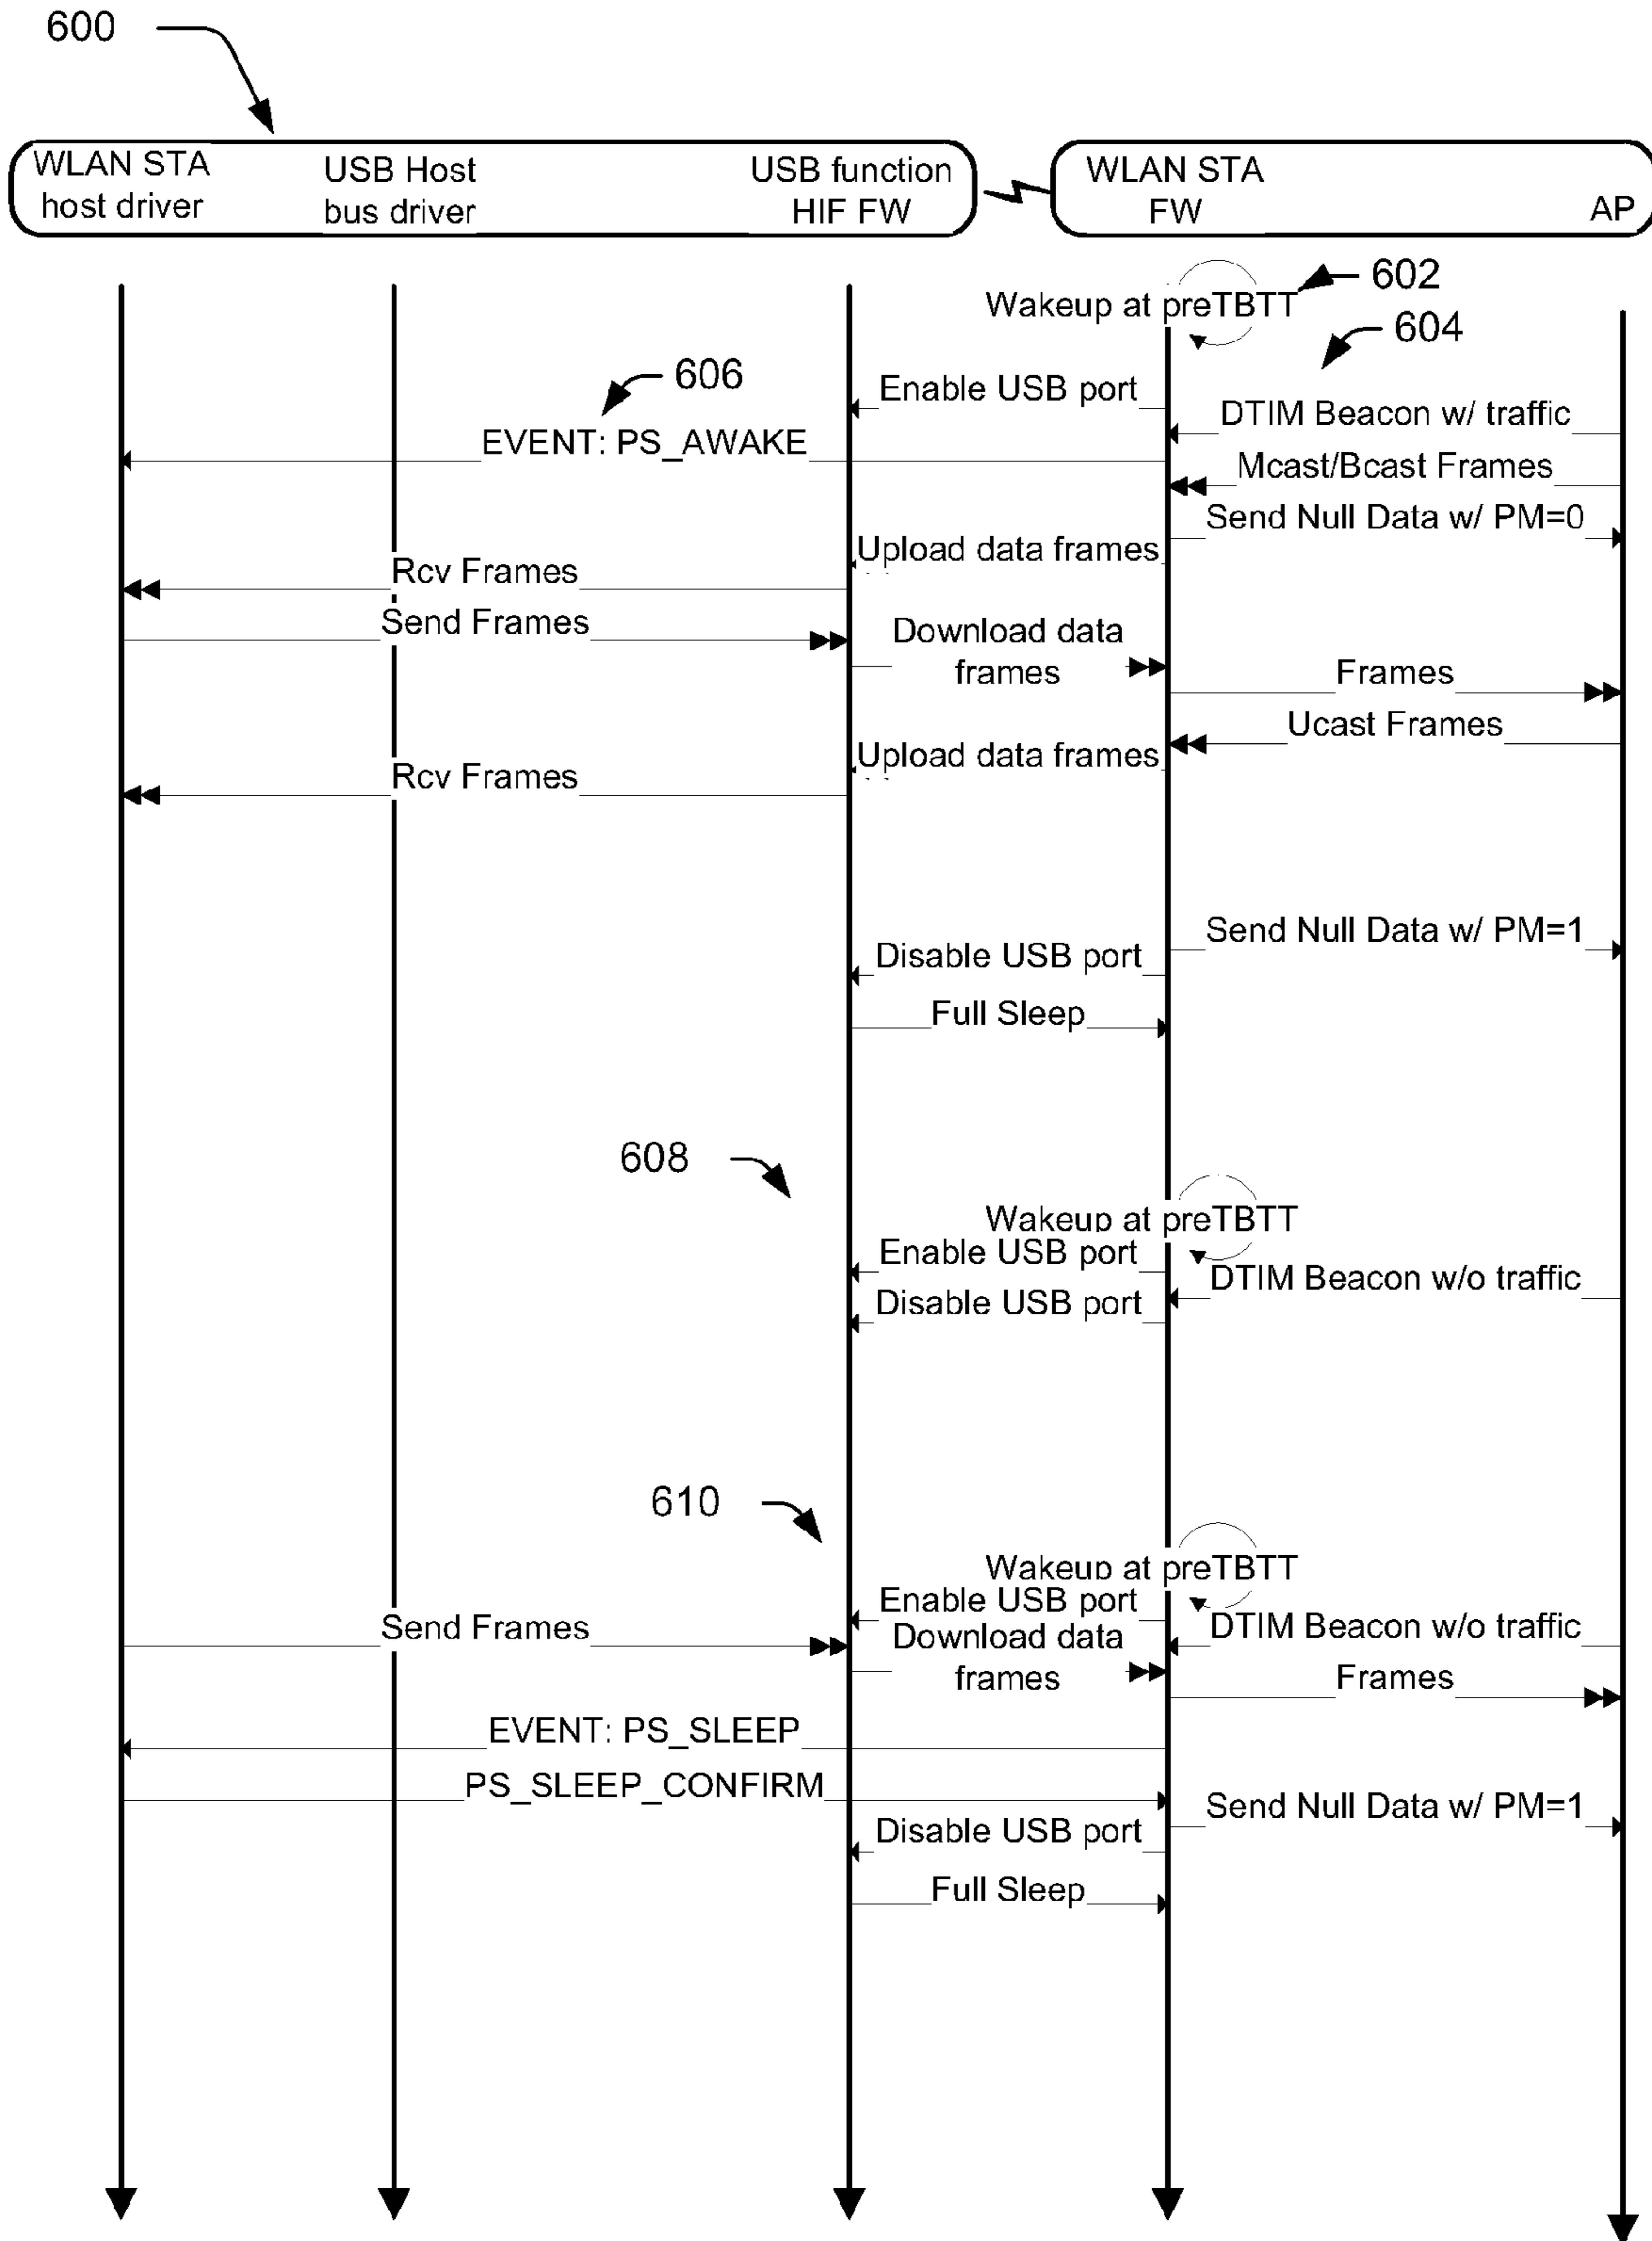 600
WLAN STA host driver
USB Host bus driver
USB function HIF FW
WLAN STA FW
AP
Wakeup at preTBTT
602
604
606
Enable USB port
DTIM Beacon w/ traffic
EVENT: PS_AWAKE
Mcast/Bcast Frames
Send Null Data w/ PM=0
Upload data frames
Rcv Frames
Send Frames
Download data frames
Frames
Ucast Frames
Upload data frames
Rcv Frames
Send Null Data w/ PM=1
Disable USB port
Full Sleep
608
Wakeup at preTBTT
Enable USB port
DTIM Beacon w/o traffic
Disable USB port
610
Wakeup at preTBTT
Enable USB port
Send Frames
DTIM Beacon w/o traffic
Download data frames
Frames
EVENT: PS_SLEEP
PS_SLEEP_CONFIRM
Send Null Data w/ PM=1
Disable USB port
Full Sleep